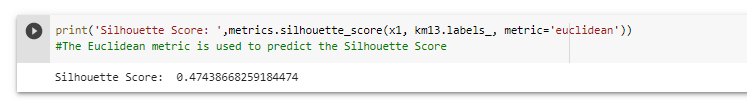 print('Silhouette Score: ',metrics.silhouette_score(x1, km13.labels_, metric='euclidean'))
#The Euclidean metric is used to predict the Silhouette Score
Silhouette Score:  0.47438668259184474